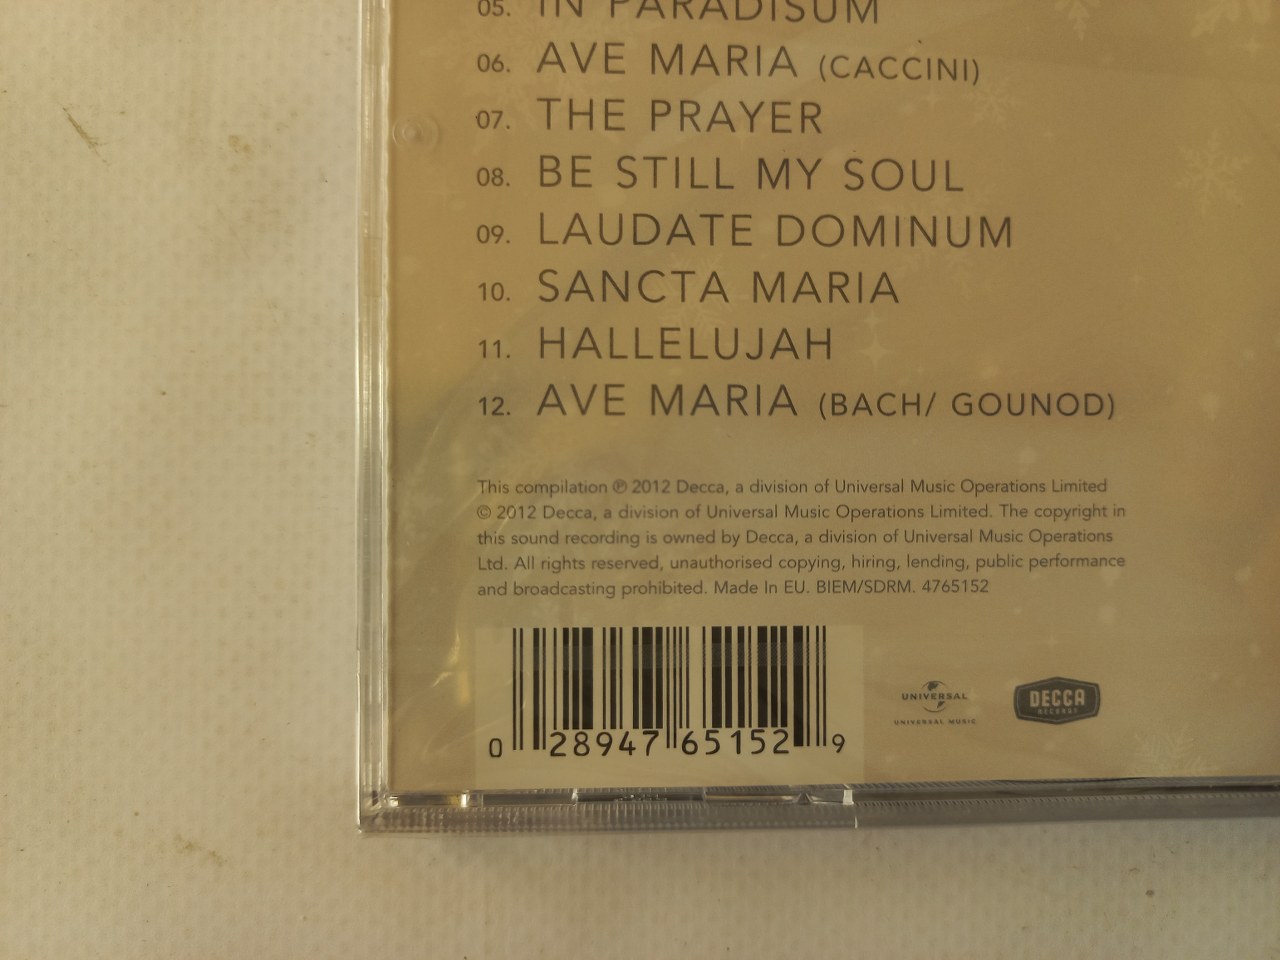 05. IN PARADISUM
06. AVE MARIA (CACCINI)
07. THE PRAYER
08. BE STILL MY SOUL
09. LAUDATE DOMINUM
10. SANCTA MARIA
11. HALLELUJAH
12. AVE MARIA (BACH/ GOUNOD)
This compilation ℗ 2012 Decca, a division of Universal Music Operations Limited
© 2012 Decca, a division of Universal Music Operations Limited. The copyright in
this sound recording is owned by Decca, a division of Universal Music Operations
Ltd. All rights reserved, unauthorised copying, hiring, lending, public performance
and broadcasting prohibited. Made In EU. BIEM/SDRM. 4765152
0 28947 65152 9
UNIVERSAL
UNIVERSAL MUSIC
DECCA
RECORDS